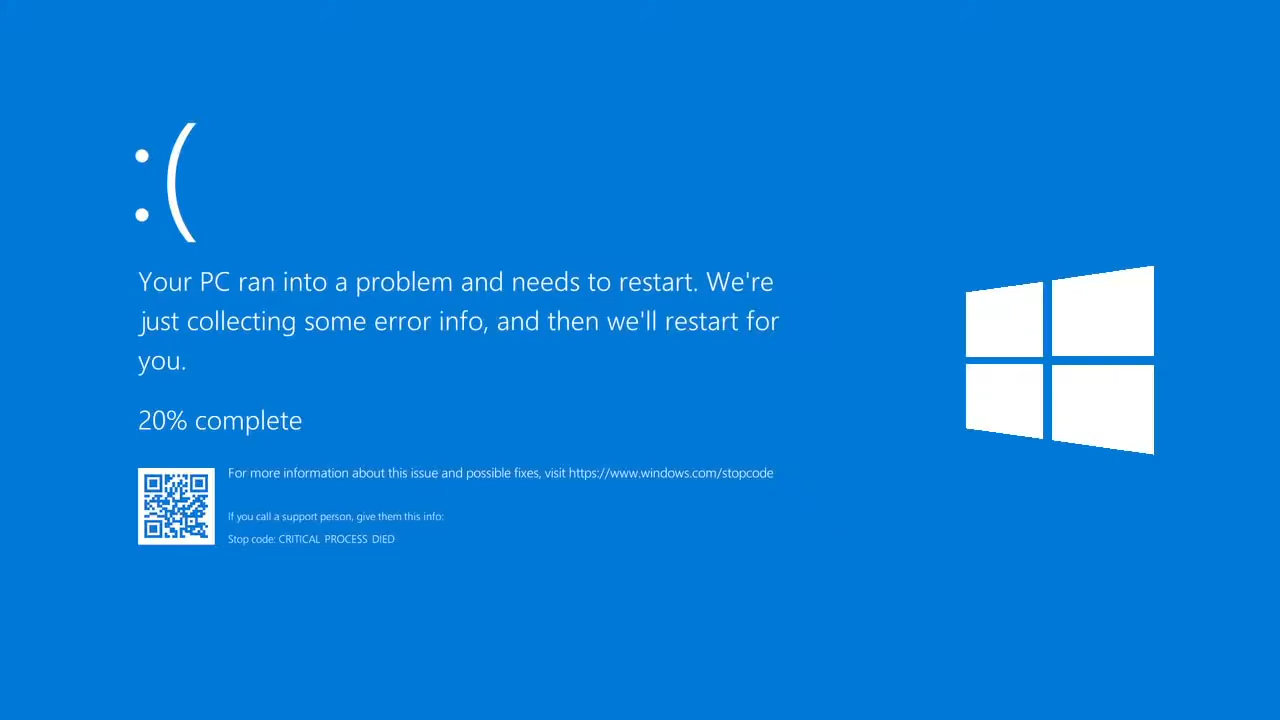 :(
Your PC ran into a problem and needs to restart. We're
just collecting some error info, and then we'll restart for
you.
20% complete
For more information about this issue and possible fixes, visit https://www.windows.com/stopcode
If you call a support person, give them this info:
Stop code: CRITICAL PROCESS DIED